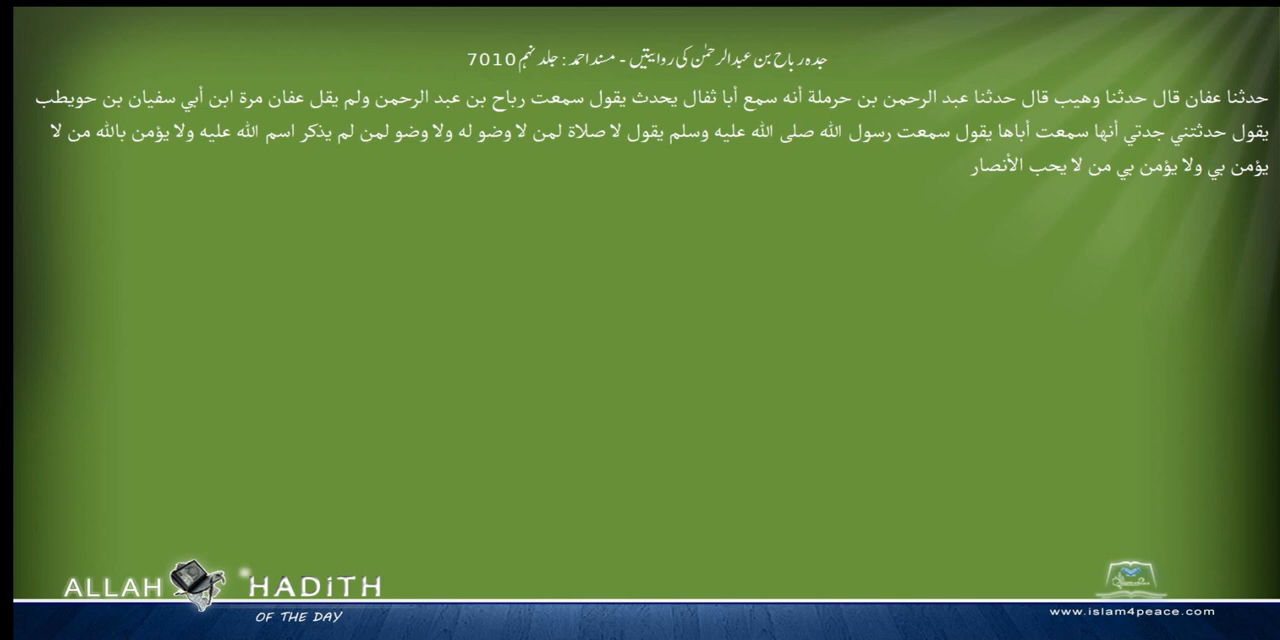 جدہ رباح بن عبدالرحمٰن کی روایتیں - مسند احمد : جلد نہم 7010
حدثنا عفان قال حدثنا وهيب قال حدثنا عبد الرحمن بن حرملة أنه سمع أبا ثفال يحدث يقول سمعت رباح بن عبد الرحمن ولم يقل عفان مرة ابن أبي سفيان بن حويطب
يقول حدثتني جدتي أنها سمعت أباها يقول سمعت رسول الله صلى الله عليه وسلم يقول لا صلاة لمن لا وضو له ولا وضو لمن لم يذكر اسم الله عليه ولا يؤمن بالله من لا
يؤمن بي ولا يؤمن بي من لا يحب الأنصار
ALLAH HADITH
OF THE DAY
www.islam4peace.com